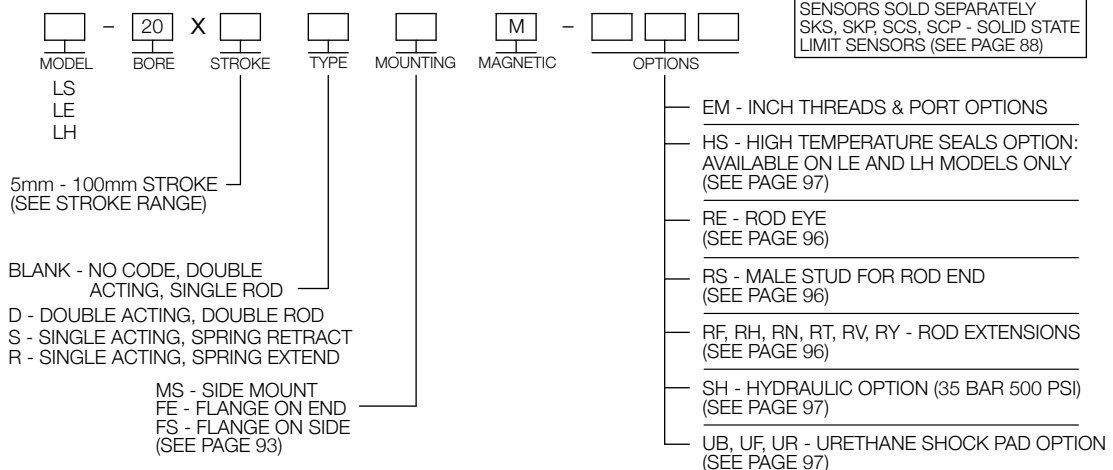 SENSORS SOLD SEPARATELY
SKS, SKP, SCS, SCP - SOLID STATE
LIMIT SENSORS (SEE PAGE 88)
– 20 X M –
MODEL BORE STROKE TYPE MOUNTING MAGNETIC OPTIONS
LS
LE
LH
5mm - 100mm STROKE
(SEE STROKE RANGE)
BLANK - NO CODE, DOUBLE
ACTING, SINGLE ROD
D - DOUBLE ACTING, DOUBLE ROD
S - SINGLE ACTING, SPRING RETRACT
R - SINGLE ACTING, SPRING EXTEND
MS - SIDE MOUNT
FE - FLANGE ON END
FS - FLANGE ON SIDE
(SEE PAGE 93)
EM - INCH THREADS & PORT OPTIONS
HS - HIGH TEMPERATURE SEALS OPTION:
AVAILABLE ON LE AND LH MODELS ONLY
(SEE PAGE 97)
RE - ROD EYE
(SEE PAGE 96)
RS - MALE STUD FOR ROD END
(SEE PAGE 96)
RF, RH, RN, RT, RV, RY - ROD EXTENSIONS
(SEE PAGE 96)
SH - HYDRAULIC OPTION (35 BAR 500 PSI)
(SEE PAGE 97)
UB, UF, UR - URETHANE SHOCK PAD OPTION
(SEE PAGE 97)